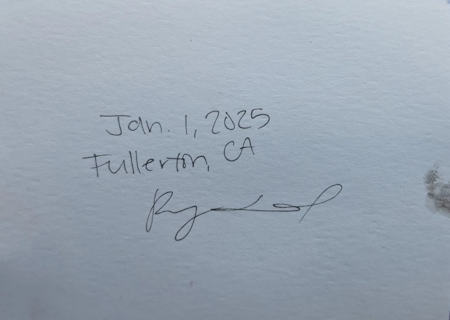 Jan. 1, 2025
Fullerton, CA